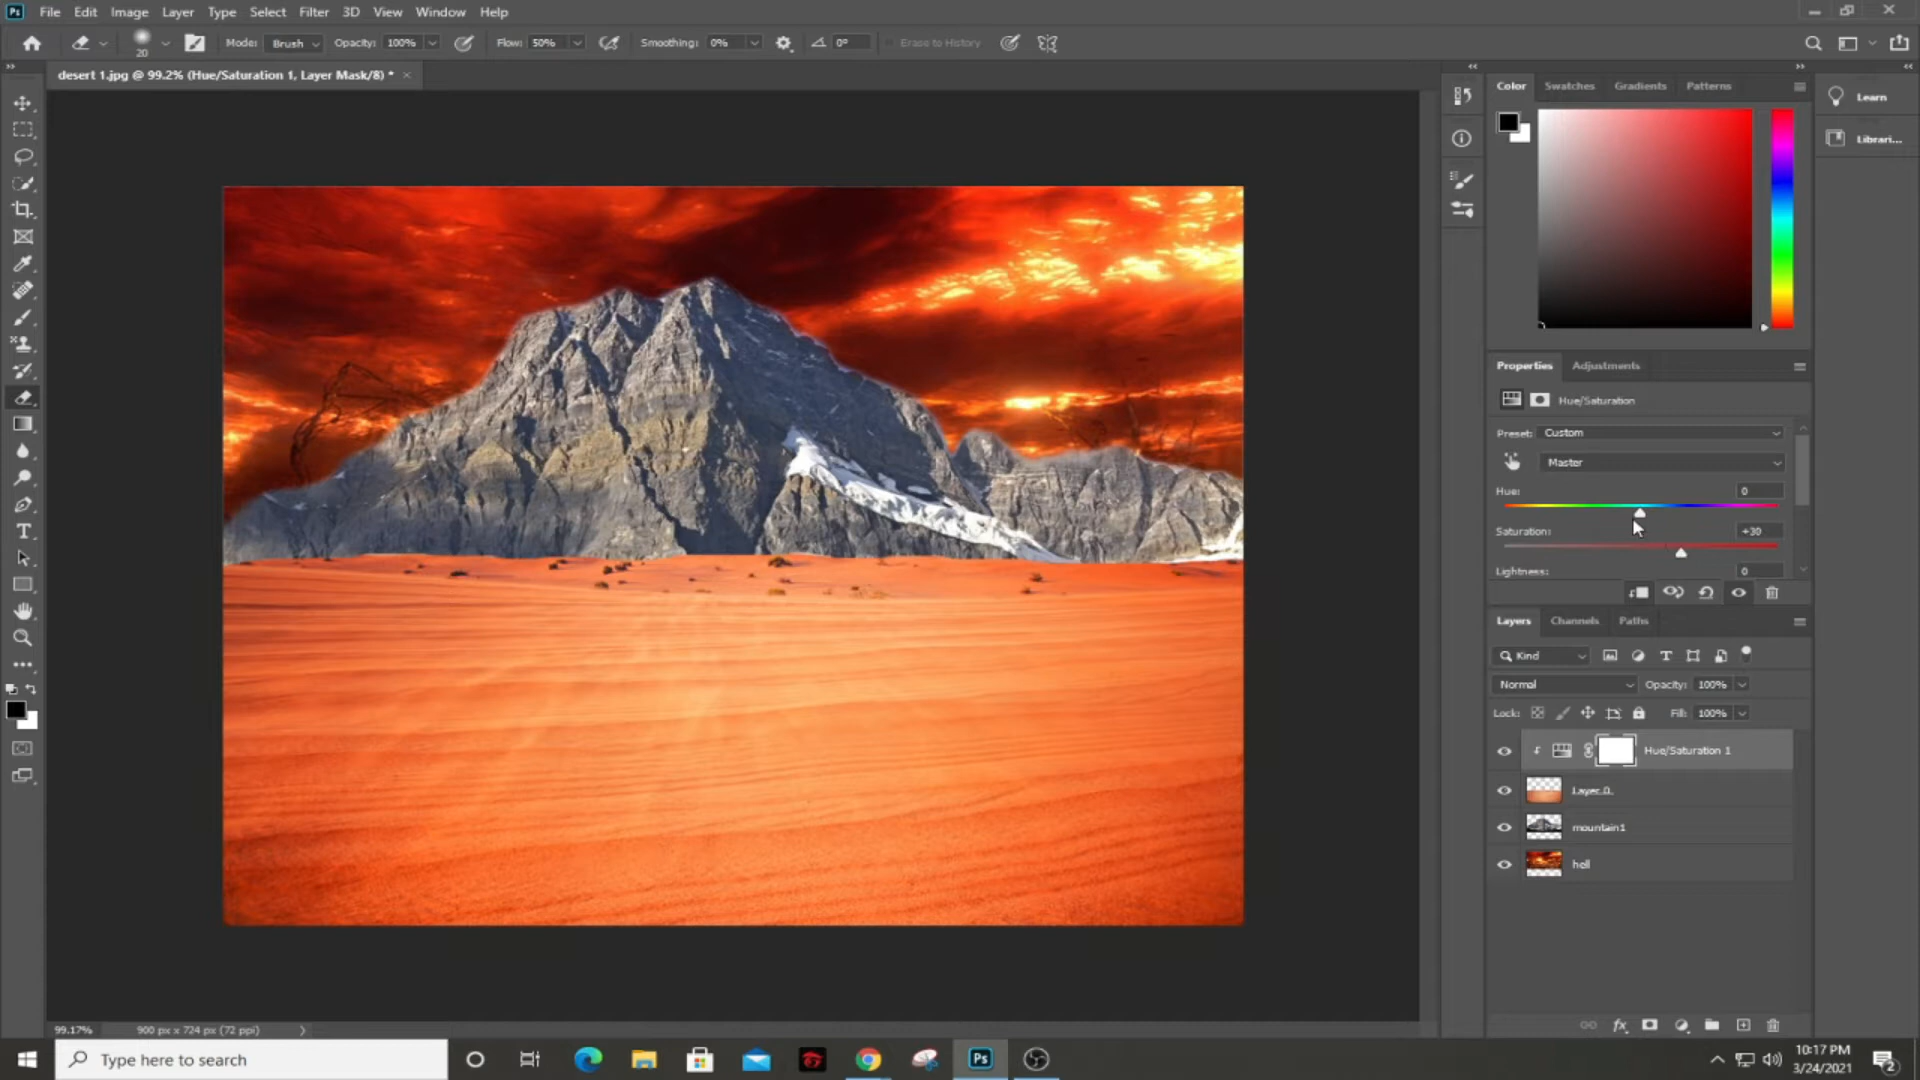 Ps File Edit Image Layer Type Select Filter 3D View Window Help
20 Mode: Brush Opacity: 100% Flow: 50% Smoothing: 0% 0° Erase to History
desert 1.jpg @ 99.2% (Hue/Saturation 1, Layer Mask/8) *
Color Swatches Gradients Patterns
Learn
Librari...
Properties Adjustments
Hue/Saturation
Preset: Custom
Master
Hue: 0
Saturation: +30
Lightness: 0
Layers Channels Paths
Kind
Normal Opacity: 100%
Lock: Fill: 100%
Hue/Saturation 1
Layer 0
mountain1
hell
99.17% 900 px x 724 px (72 ppi)
Type here to search
Ps
10:17 PM
3/24/2021
2